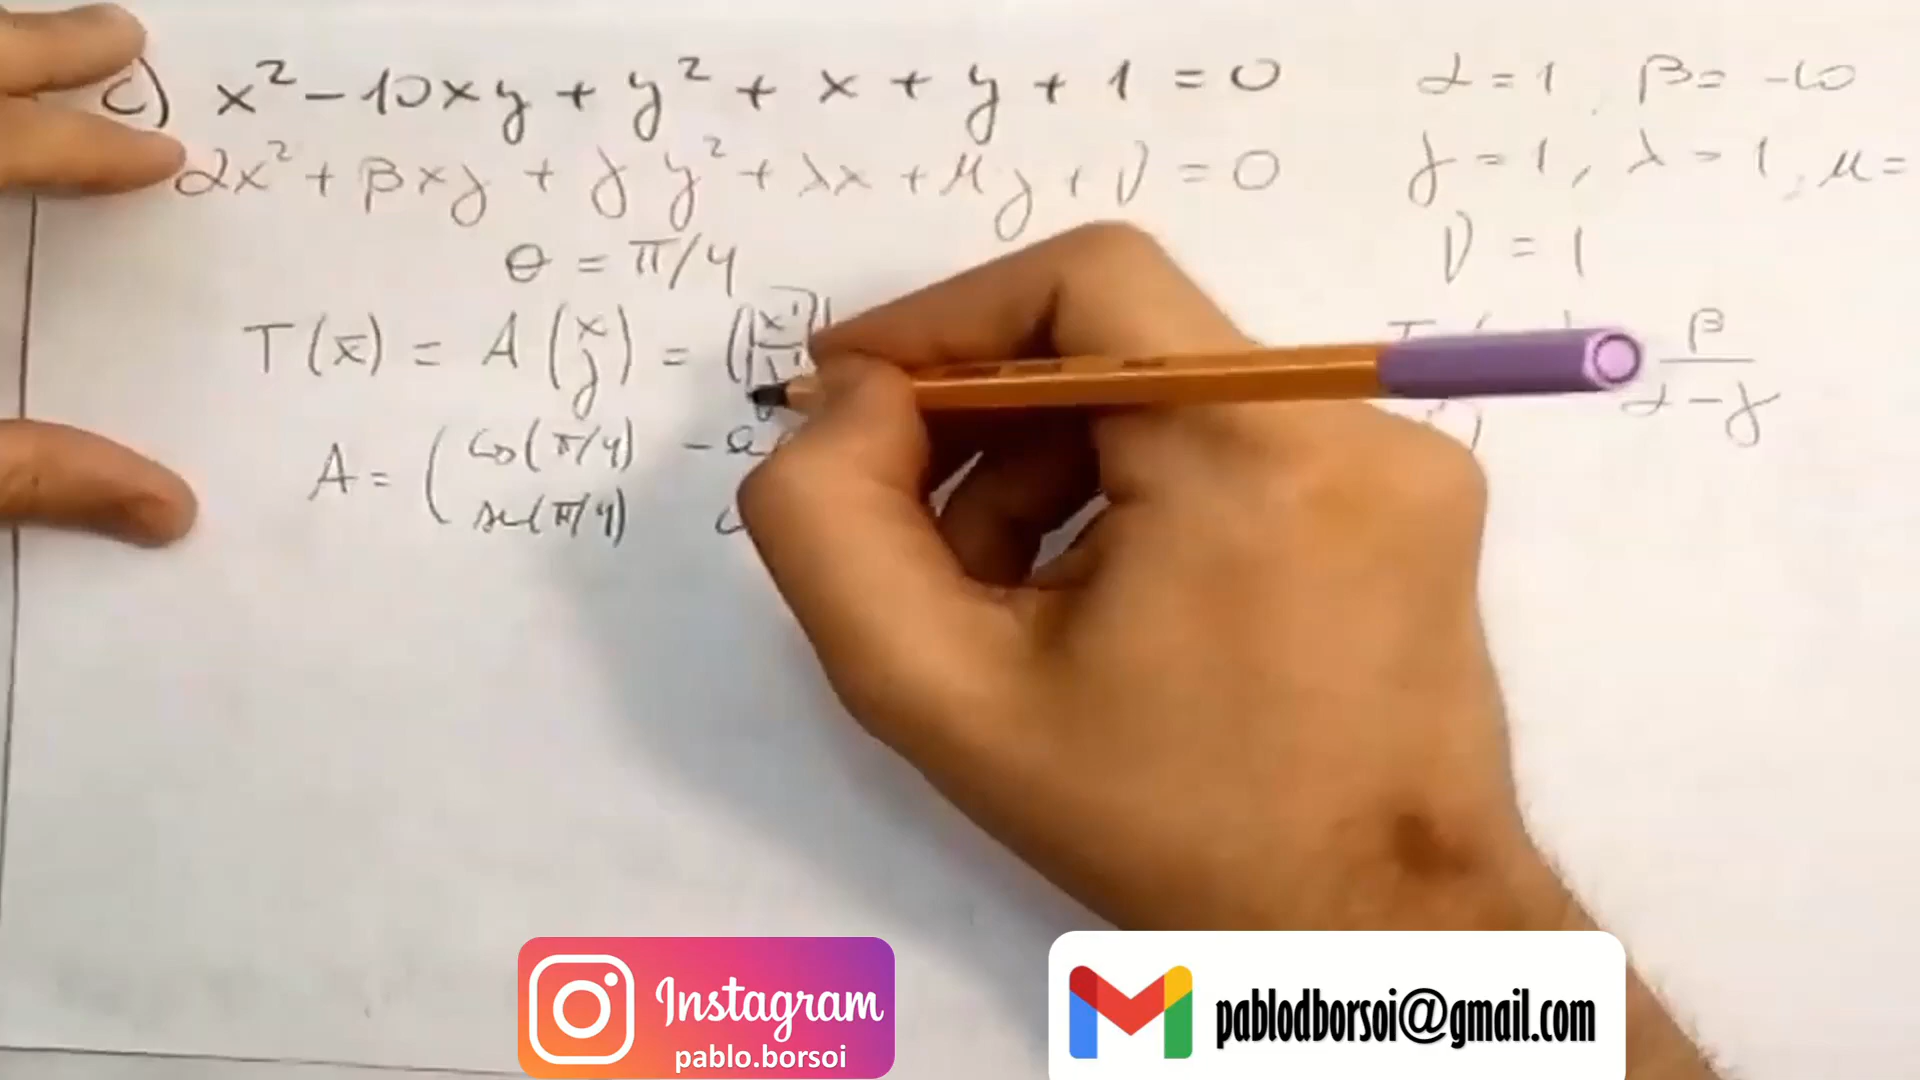 c) x² - 10xy + y² + x + y + 1 = 0
αx² + βxy + γy² + λx + μy + ν = 0
θ = π/4
T(x̄) = A (x y) = (x' y')
A = ( cos(π/4) -
sen(π/4)
α = 1, β = -10
γ = 1, λ = 1, μ =
ν = 1
β
α - γ
Instagram
pablo.borsoi
pablodborsoi@gmail.com